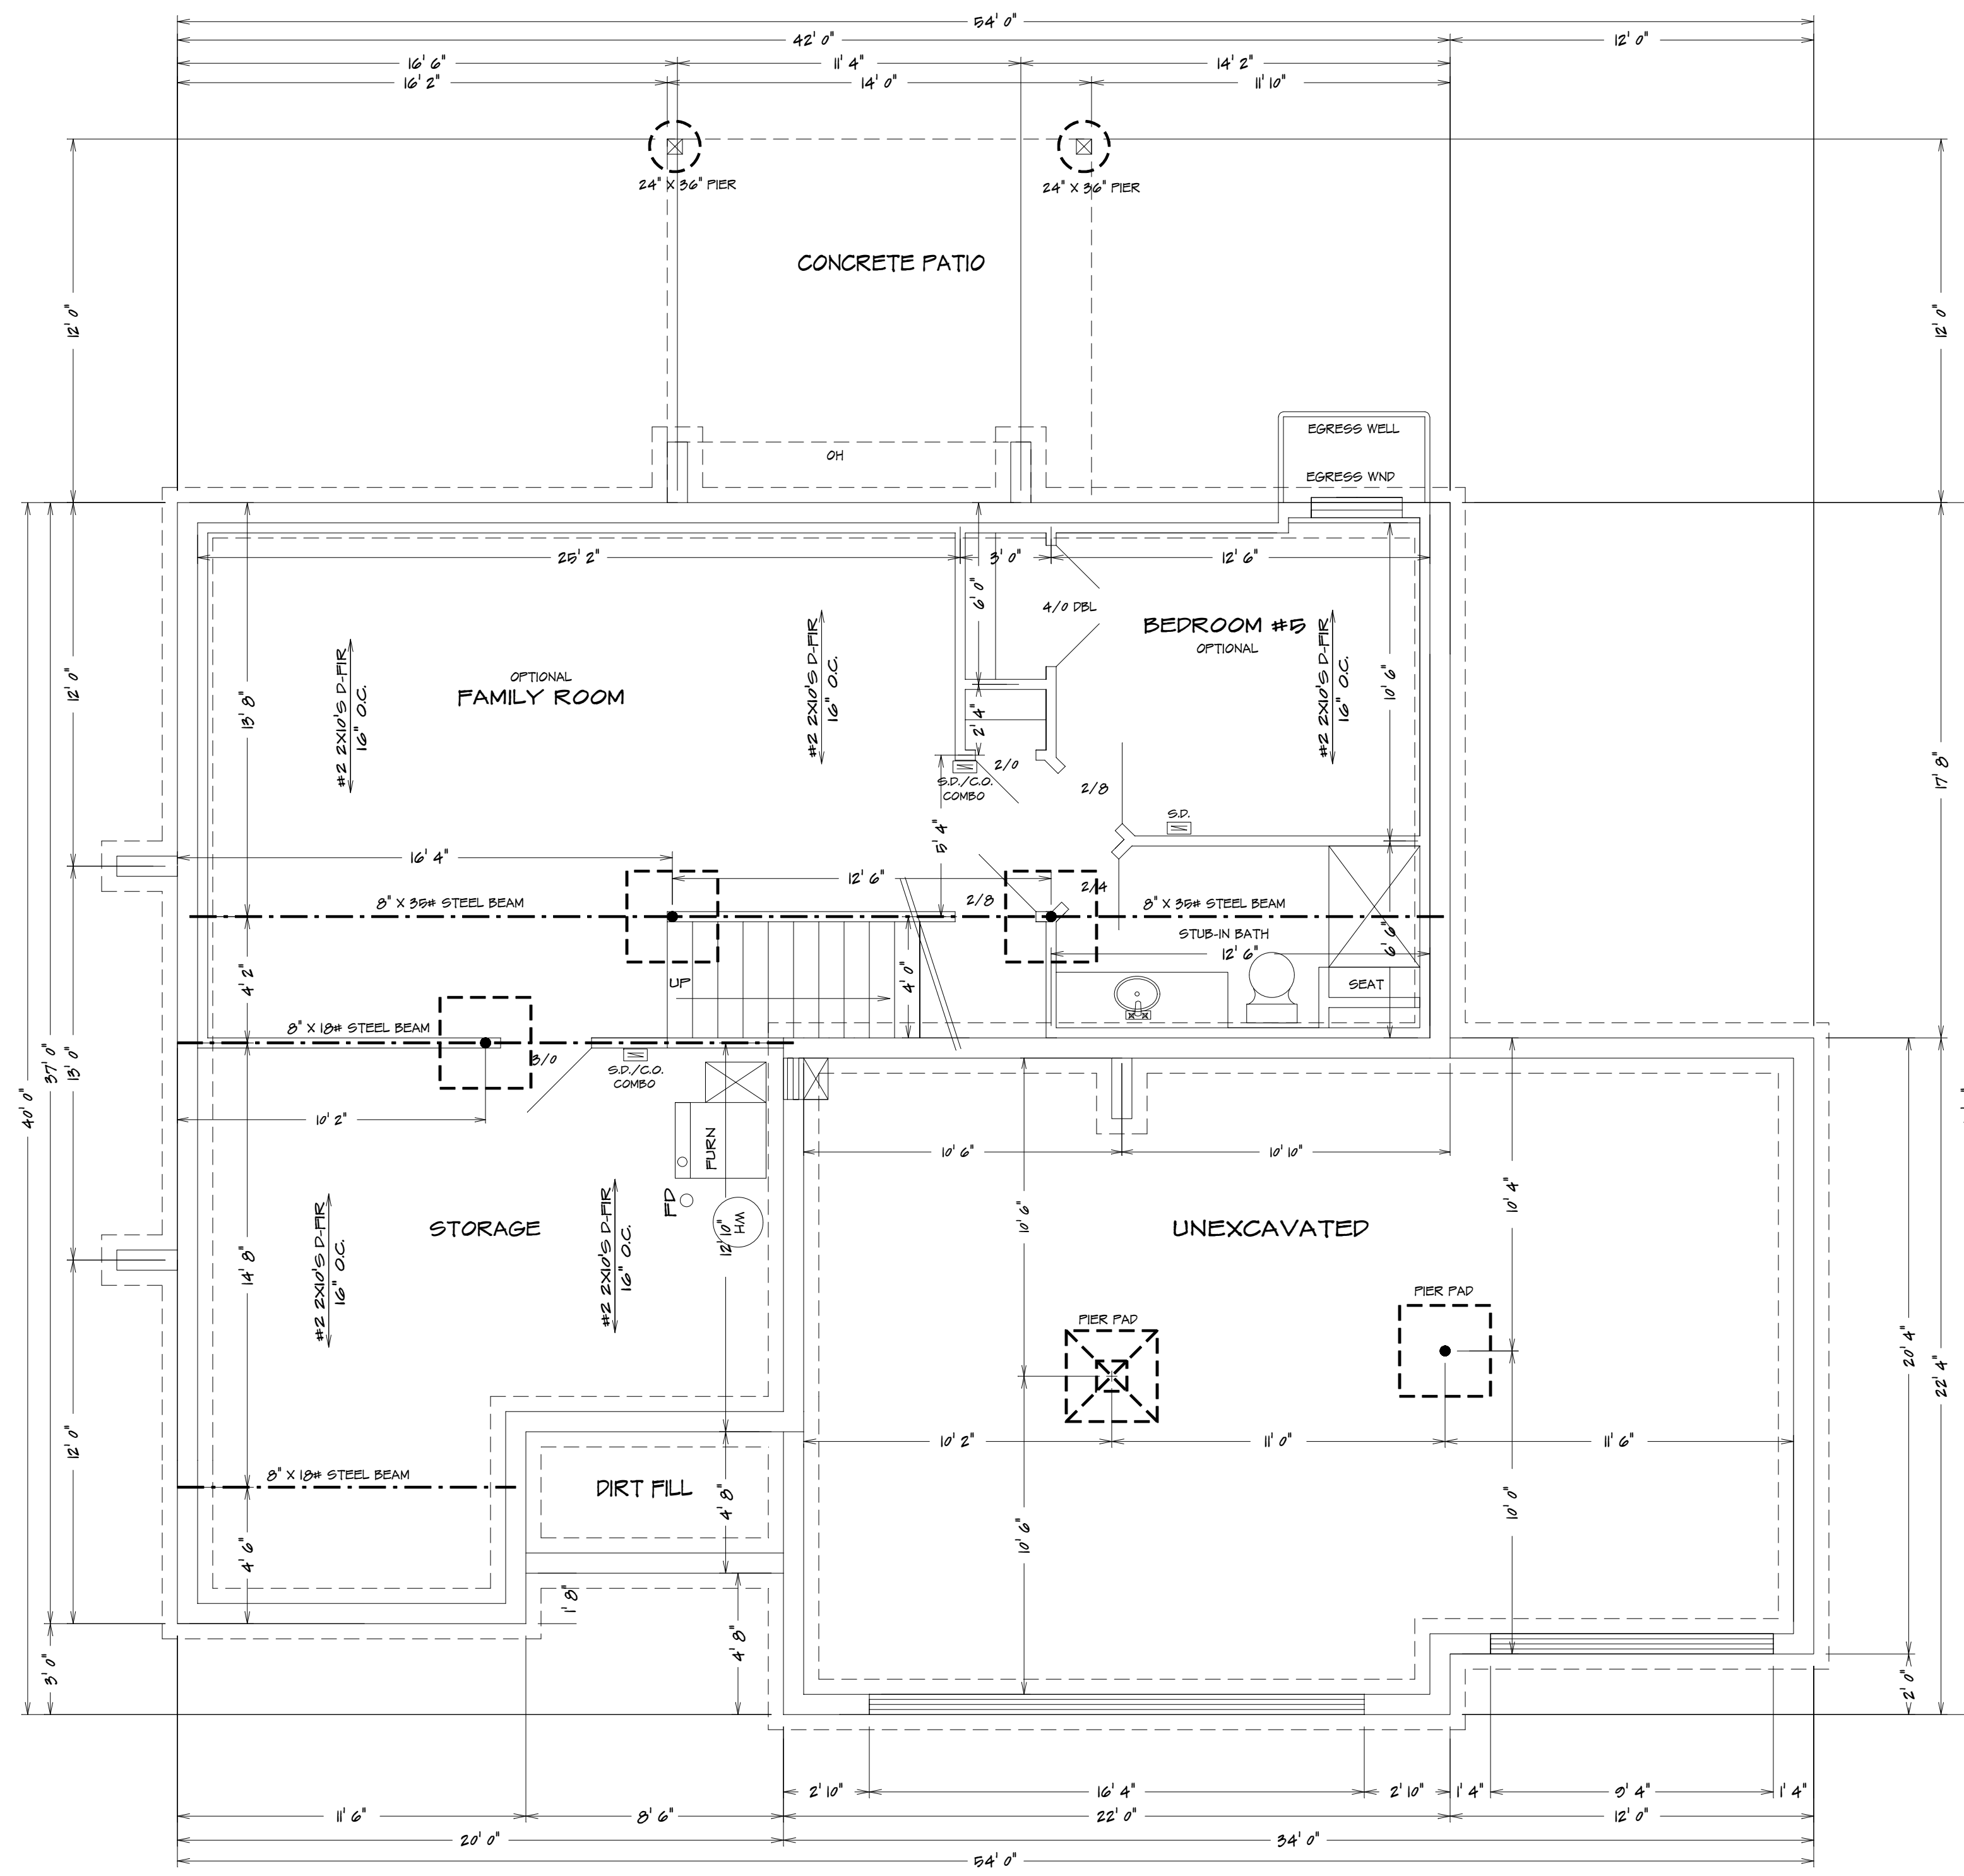 54' 0"
42' 0"
12' 0"
16' 6"
11' 4"
14' 2"
16' 2"
14' 0"
11' 10"
24" X 36" PIER
24" X 36" PIER
CONCRETE PATIO
12' 0"
12' 0"
EGRESS WELL
OH
EGRESS WND
25' 2"
3' 0"
12' 6"
6' 0"
4/0 DBL
BEDROOM #5
OPTIONAL
#2 2X10'S D-FIR
16" O.C.
#2 2X10'S D-FIR
16" O.C.
#2 2X10'S D-FIR
16" O.C.
OPTIONAL
FAMILY ROOM
12' 0"
13' 8"
10' 6"
2' 4"
17' 8"
2/0
S.D./C.O.
COMBO
2/8
S.D.
5' 4"
16' 4"
12' 6"
2/4
2/8
8" X 35# STEEL BEAM
8" X 35# STEEL BEAM
STUB-IN BATH
12' 6"
6' 6"
SEAT
UP
4' 0"
4' 2"
8" X 18# STEEL BEAM
3/0
S.D./C.O.
COMBO
40' 0"
37' 0"
13' 0"
10' 2"
FURN
FD
WH
12' 10"
10' 6"
10' 10"
10' 6"
10' 4"
STORAGE
#2 2X10'S D-FIR
16" O.C.
#2 2X10'S D-FIR
16" O.C.
14' 8"
UNEXCAVATED
PIER PAD
PIER PAD
20' 4"
22' 4"
12' 0"
10' 2"
11' 0"
11' 6"
8" X 18# STEEL BEAM
DIRT FILL
4' 8"
10' 6"
10' 0"
4' 6"
1' 8"
4' 8"
3' 0"
2' 0"
2' 10"
16' 4"
2' 10"
1' 4"
9' 4"
1' 4"
11' 6"
8' 6"
22' 0"
12' 0"
20' 0"
34' 0"
54' 0"